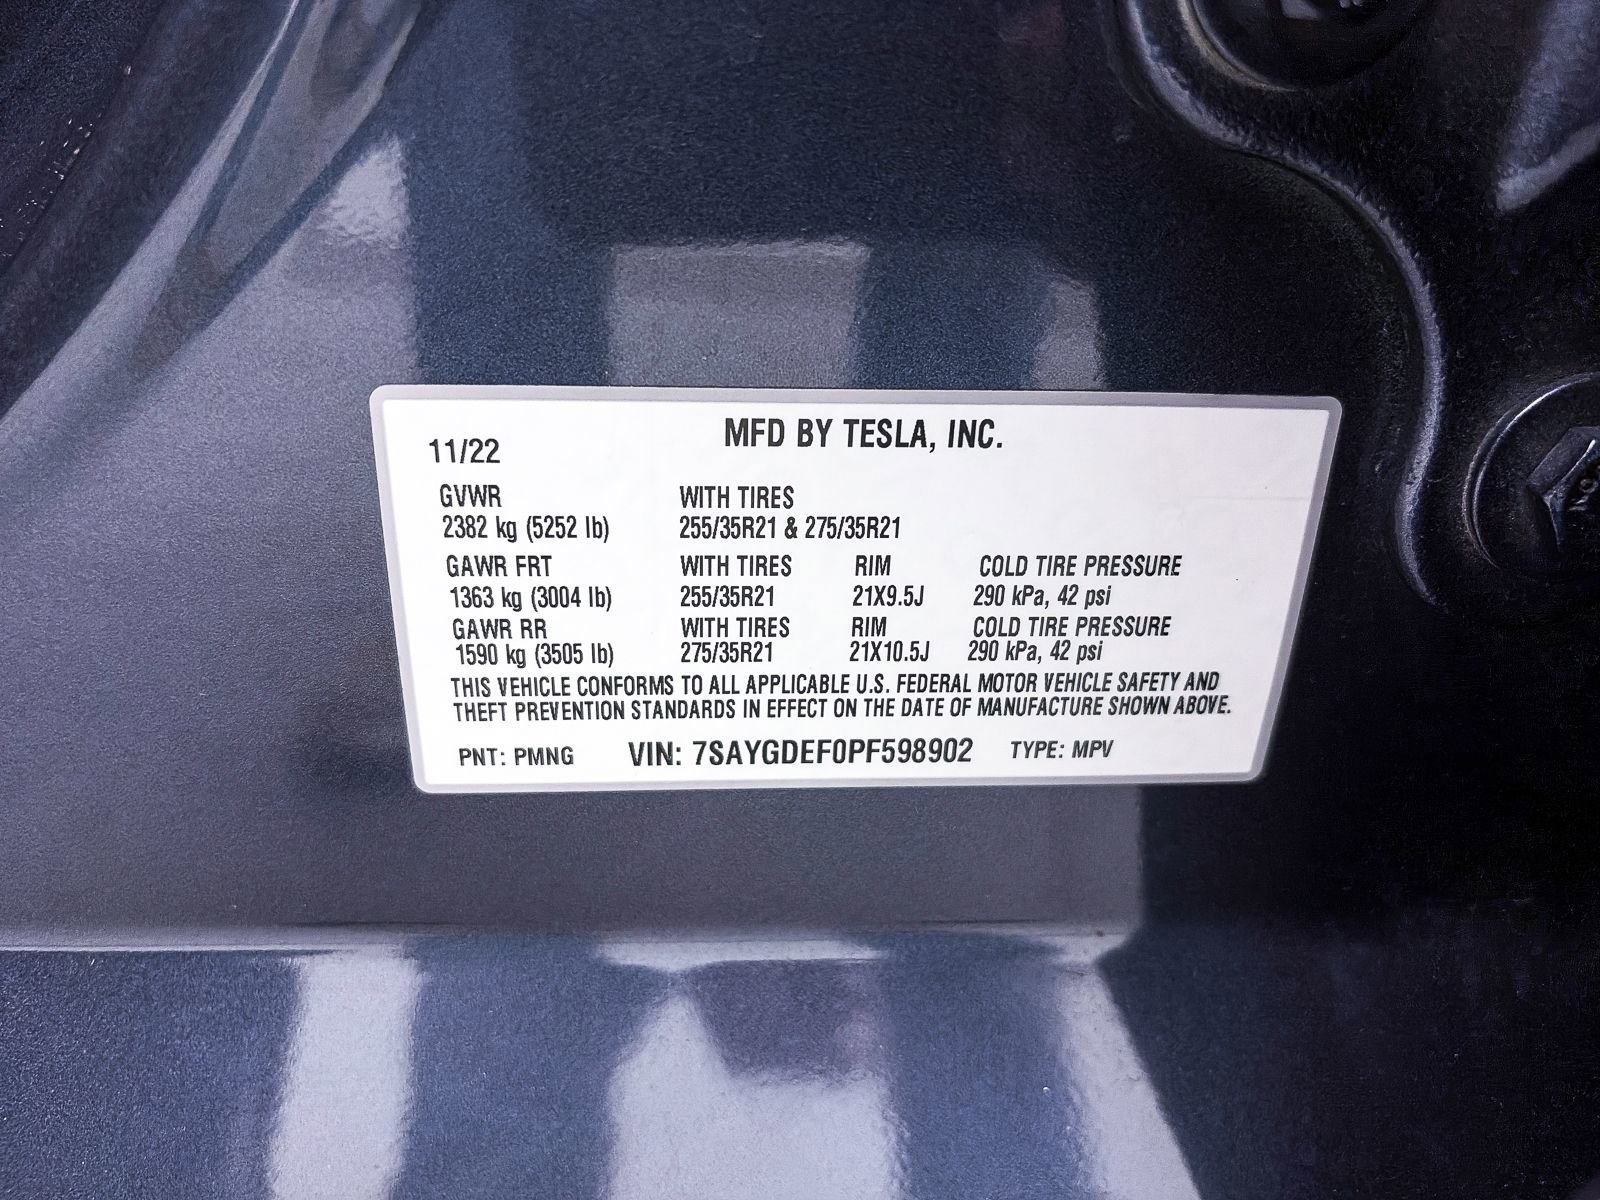 MFD BY TESLA, INC.
11/22
GVWR WITH TIRES
2382 kg (5252 lb) 255/35R21 & 275/35R21
GAWR FRT WITH TIRES RIM COLD TIRE PRESSURE
1363 kg (3004 lb) 255/35R21 21X9.5J 290 kPa, 42 psi
GAWR RR WITH TIRES RIM COLD TIRE PRESSURE
1590 kg (3505 lb) 275/35R21 21X10.5J 290 kPa, 42 psi
THIS VEHICLE CONFORMS TO ALL APPLICABLE U.S. FEDERAL MOTOR VEHICLE SAFETY AND
THEFT PREVENTION STANDARDS IN EFFECT ON THE DATE OF MANUFACTURE SHOWN ABOVE.
PNT: PMNG VIN: 7SAYGDEF0PF598902 TYPE: MPV